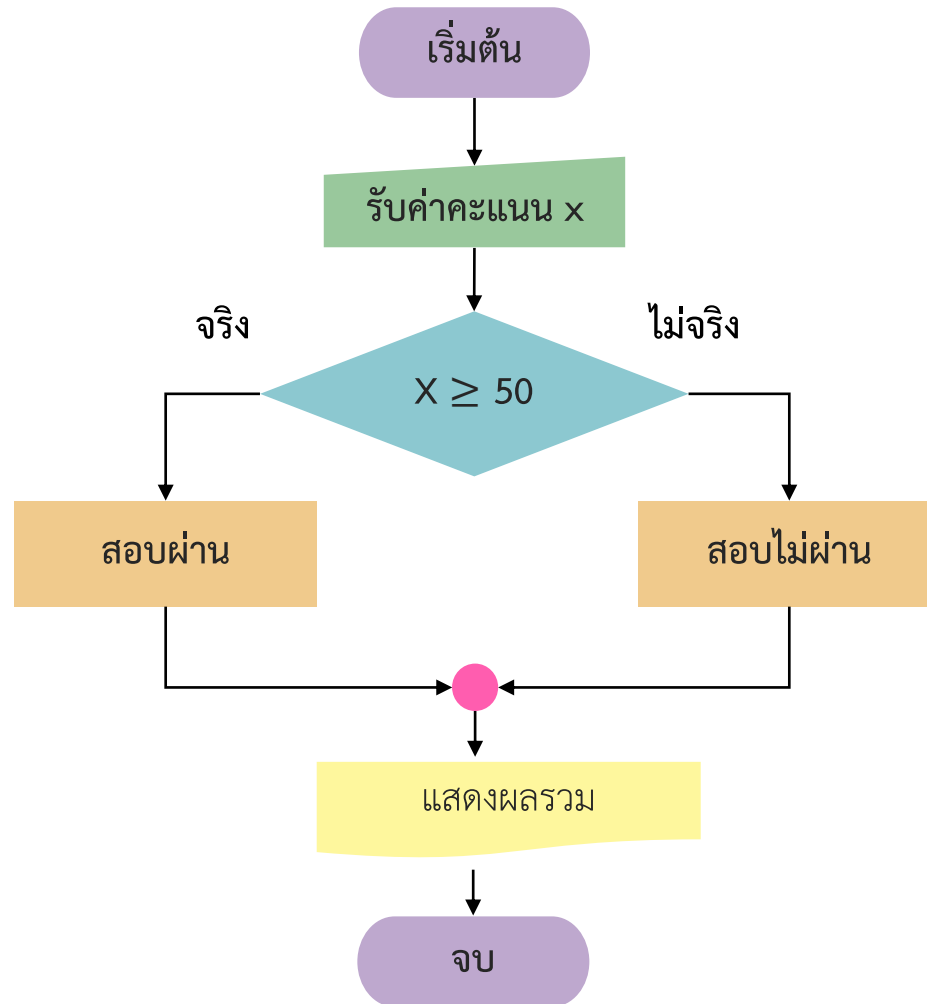 เริ่มต้น
รับค่าคะแนน x
จริง
ไม่จริง
X ≥ 50
สอบผ่าน
สอบไม่ผ่าน
แสดงผลรวม
จบ